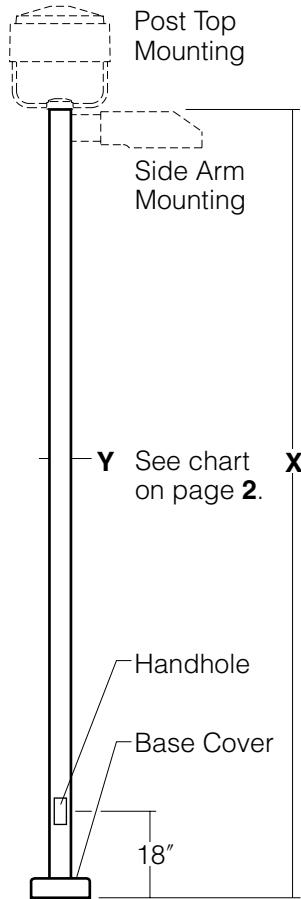 Post Top
Mounting
Side Arm
Mounting
Y See chart X
on page 2.
Handhole
Base Cover
18″